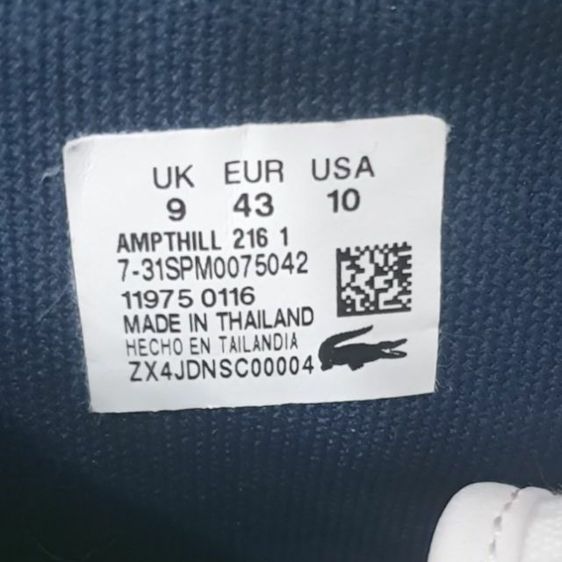 UK EUR USA
9 43 10
AMPTHILL 216 1
7-31SPM0075042
11975 0116
MADE IN THAILAND
HECHO EN TAILANDIA
ZX4JDNSC00004